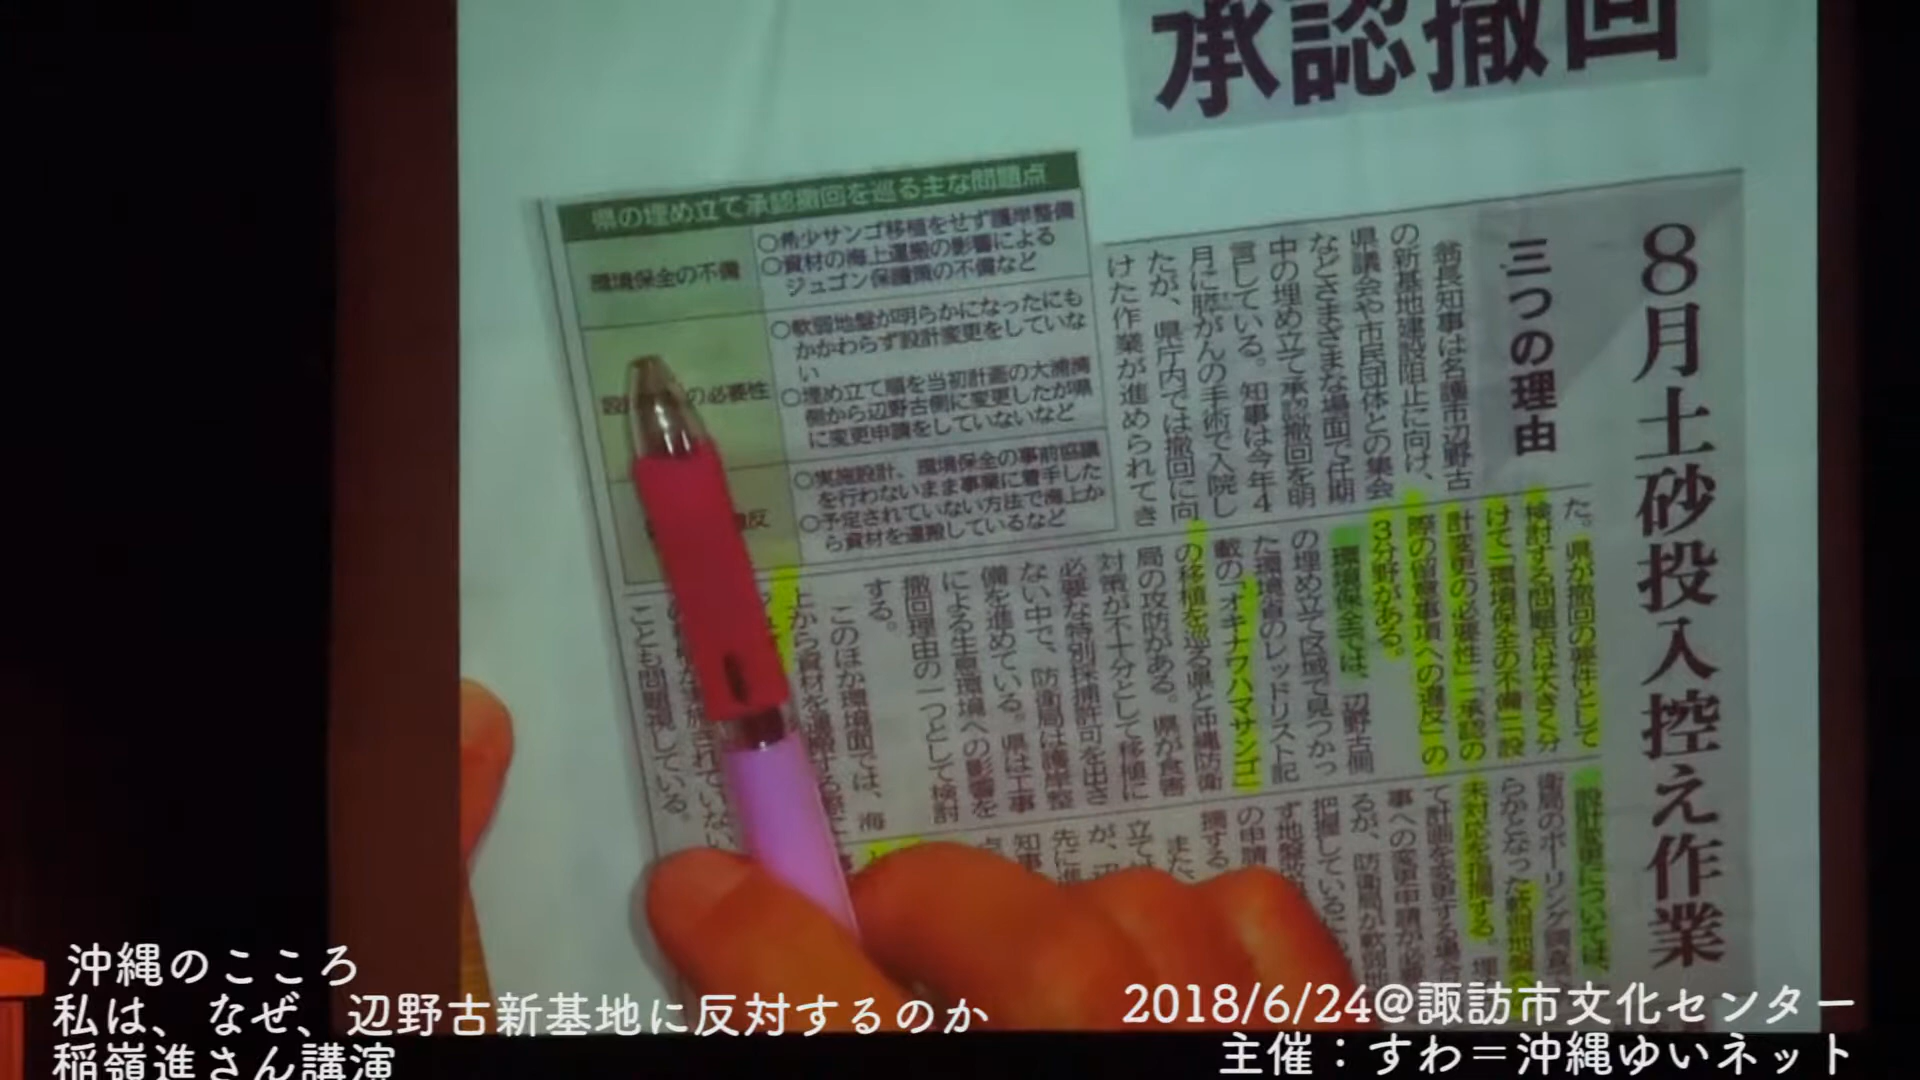 承認撤回
8月土砂投入控え作業
三つの理由
県の埋め立て承認撤回を巡る主な問題点
環境保全の不備
○希少サンゴ移植をせず護岸整備
○資材の海上運搬の影響による
ジュゴン保護策の不備など
の必要性
○軟弱地盤が明らかになったにも
かかわらず設計変更をしていな
い
○埋め立て順を当初計画の大浦湾
側から辺野古側に変更したが県
に変更申請をしていないなど
反
○実施設計、環境保全の事前協議
を行わないまま事業に着手した
○予定されていない方法で海上か
ら資材を運搬しているなど
翁長知事は名護市辺野古
の新基地建設阻止に向け、
県議会や市民団体との集会
などさまざまな場面で任期
中の埋め立て承認撤回を明
言している。知事は今年4
月に膵がんの手術で入院し
たが、県庁内では撤回に向
けた作業が進められてき
た。県が撤回の要件として
検討する問題点は大きく分
けて「環境保全の不備」「設
計変更の必要性」「承認の
際の留意事項への違反」の
3分野がある。
環境保全では、辺野古側
の埋め立て区域で見つかっ
た環境省のレッドリスト記
載の「オキナワハマサンゴ」
の移植を巡る県と沖縄防衛
局の攻防がある。県が食害
対策が不十分として移植に
必要な特別採捕許可を出さ
ない中で、防衛局は護岸整
備を進めている。県は工事
による生息環境への影響を
撤回理由の一つとして検討
する。
このほか環境面では、海
上から資材を運搬する際に
ことも問題視している。
設計変更については、
衛局のボーリング調査で
らかとなった軟弱地盤へ
未対応を指摘する。埋
て計画を変更する場合
事への変更申請が必要
るが、防衛局が軟弱地
把握しているに
ず地盤改
の申請
摘する
また、
立て
が、辺
先に進
知事
点
沖縄のこころ
私は、なぜ、辺野古新基地に反対するのか
稲嶺進さん講演
2018/6/24@諏訪市文化センター
主催：すわ＝沖縄ゆいネット